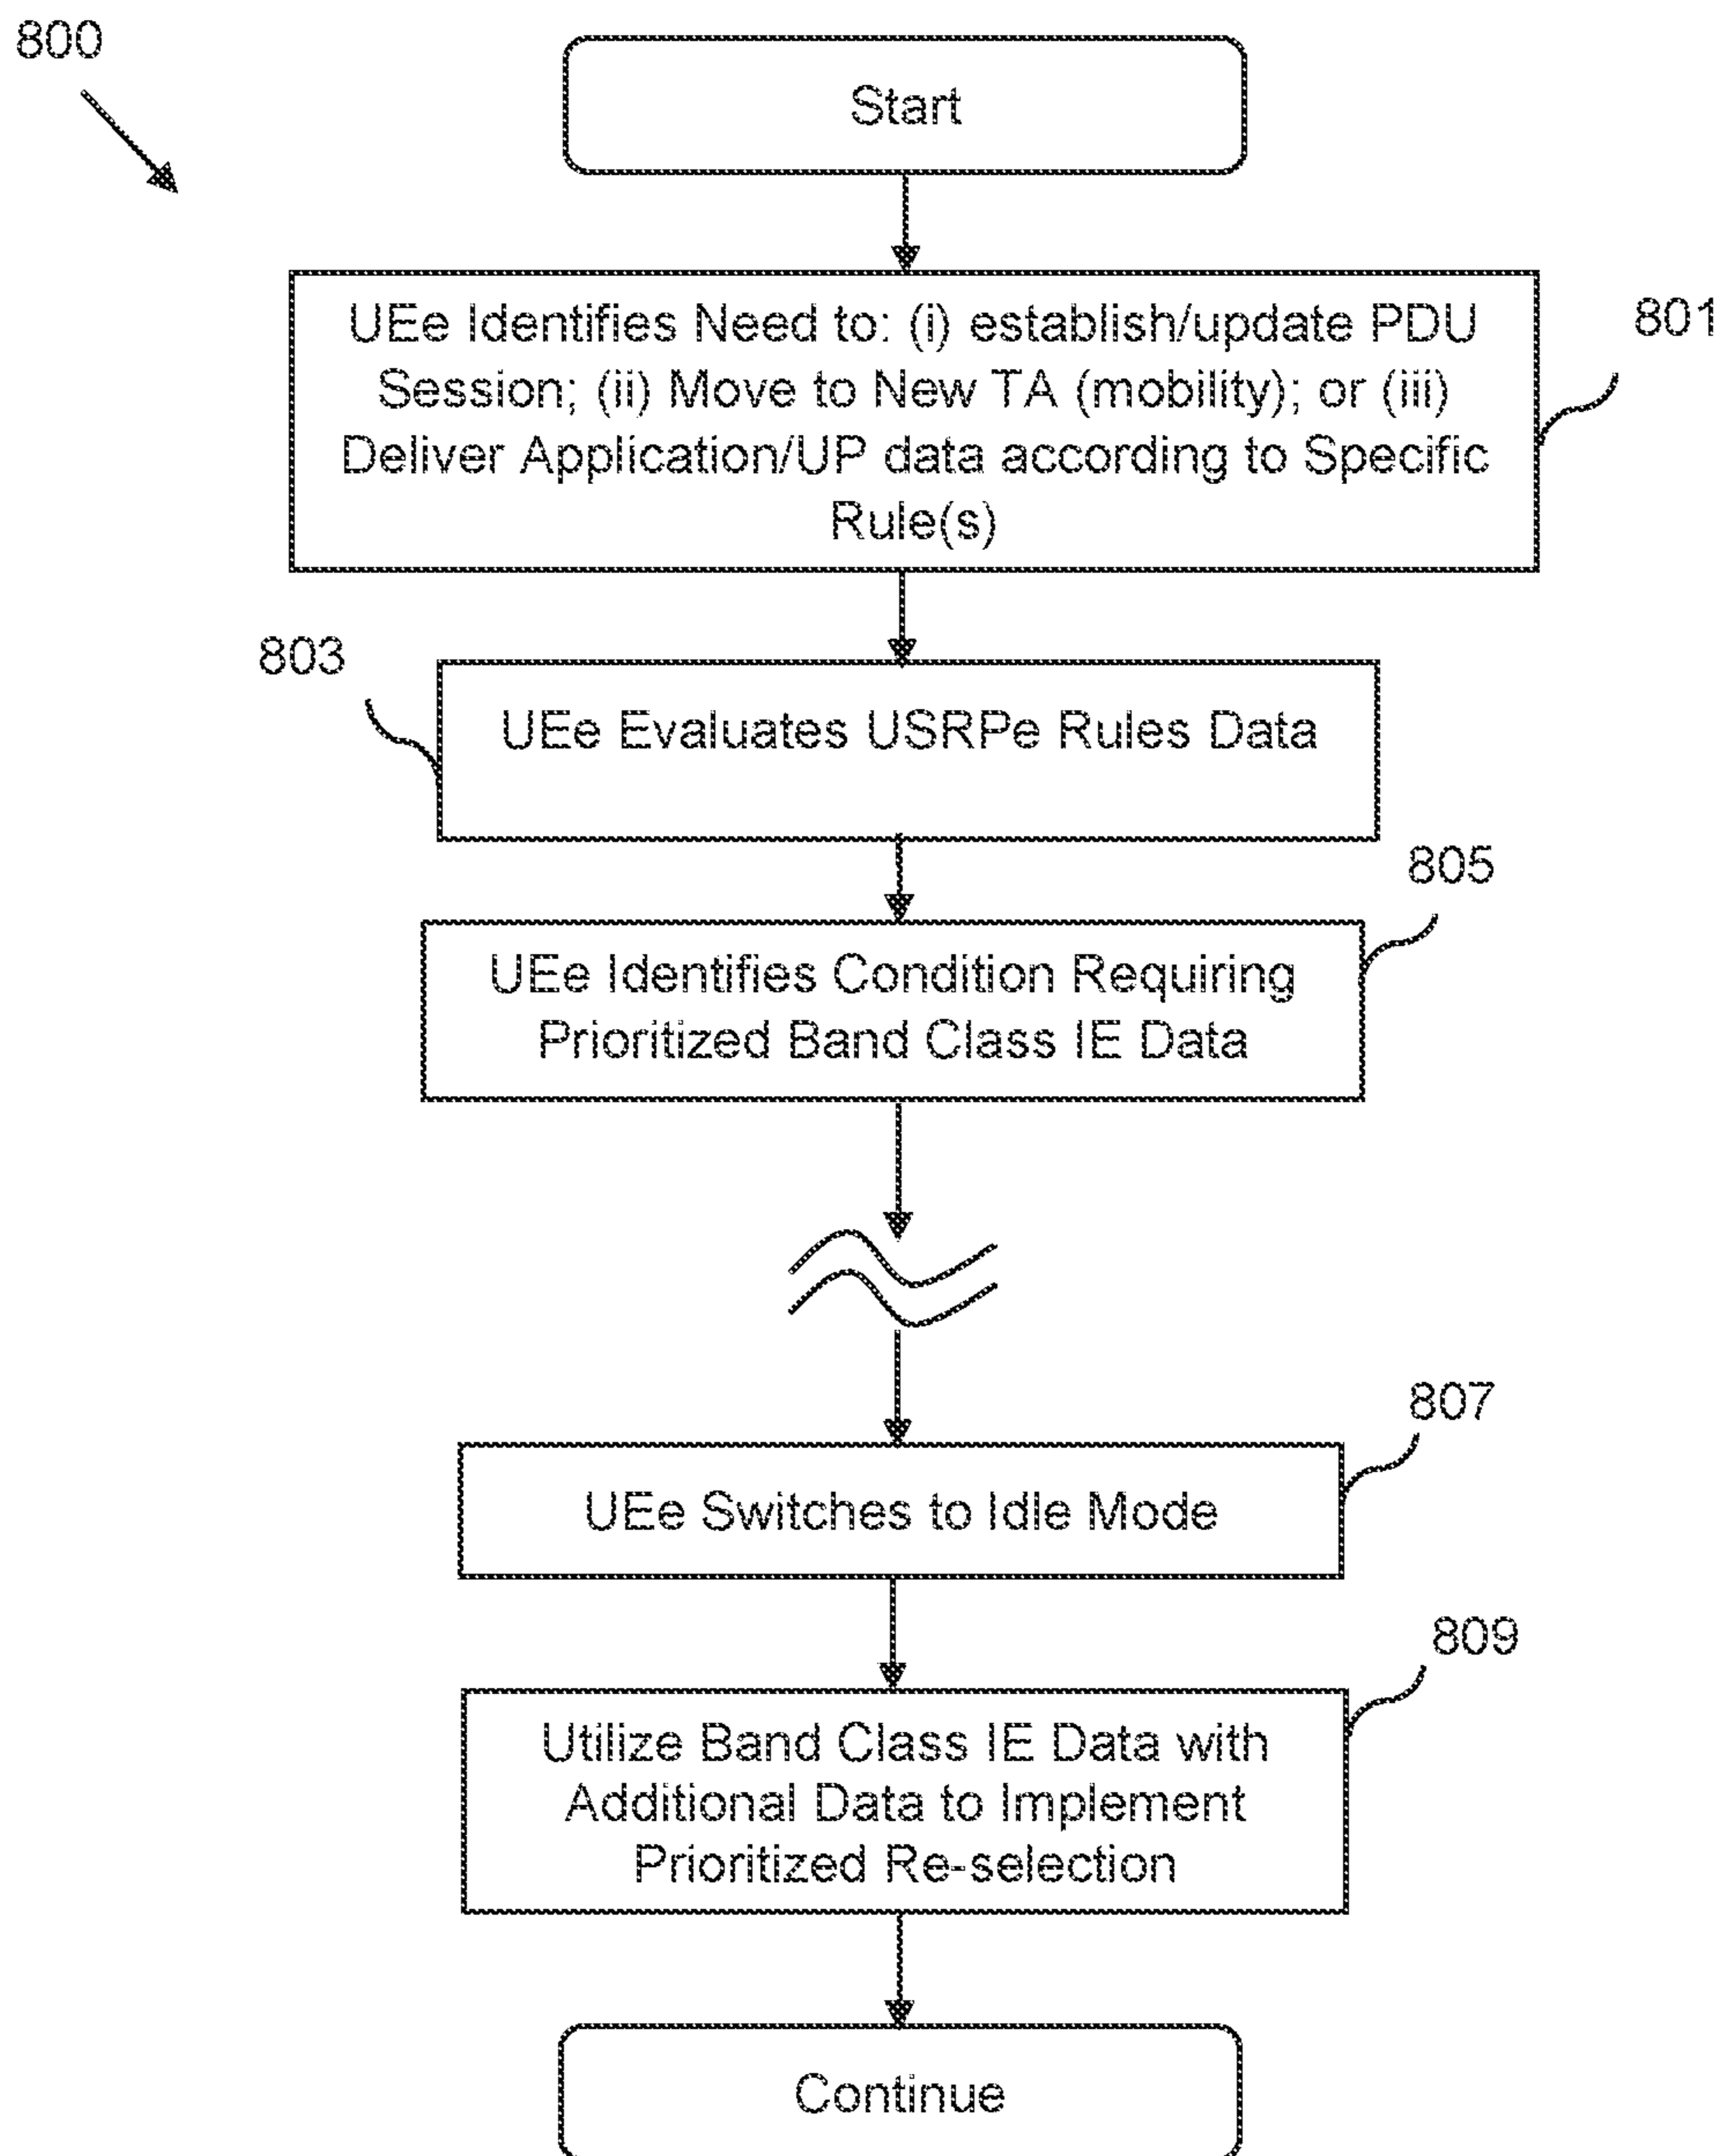 800
Start
UEe Identifies Need to: (i) establish/update PDU
Session; (ii) Move to New TA (mobility); or (iii)
Deliver Application/UP data according to Specific
Rule(s)
801
803
UEe Evaluates USRPe Rules Data
805
UEe Identifies Condition Requiring
Prioritized Band Class IE Data
807
UEe Switches to Idle Mode
809
Utilize Band Class IE Data with
Additional Data to Implement
Prioritized Re-selection
Continue